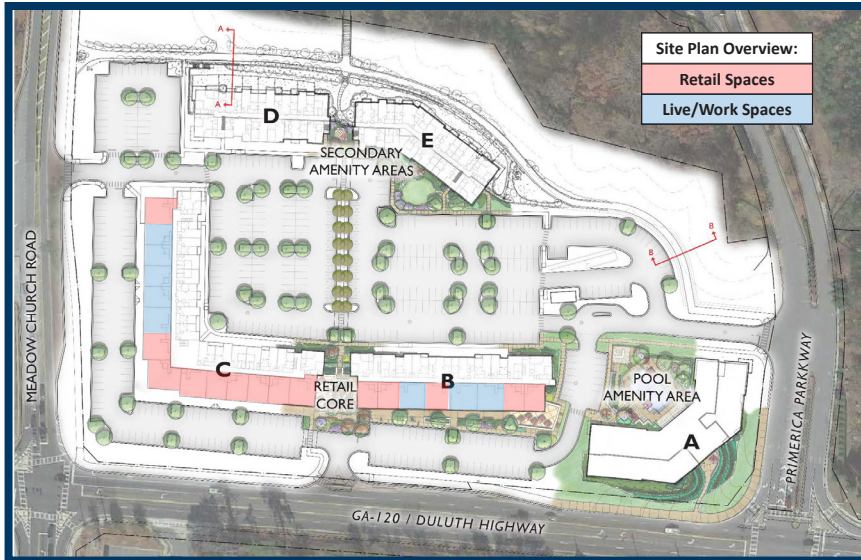 Site Plan Overview:
Retail Spaces
Live/Work Spaces
A
A
D
E
SECONDARY
AMENITY AREAS
B
B
MEADOW CHURCH ROAD
C
RETAIL
CORE
B
POOL
AMENITY AREA
A
PRIMERICA PARKKWAY
GA-120 / DULUTH HIGHWAY